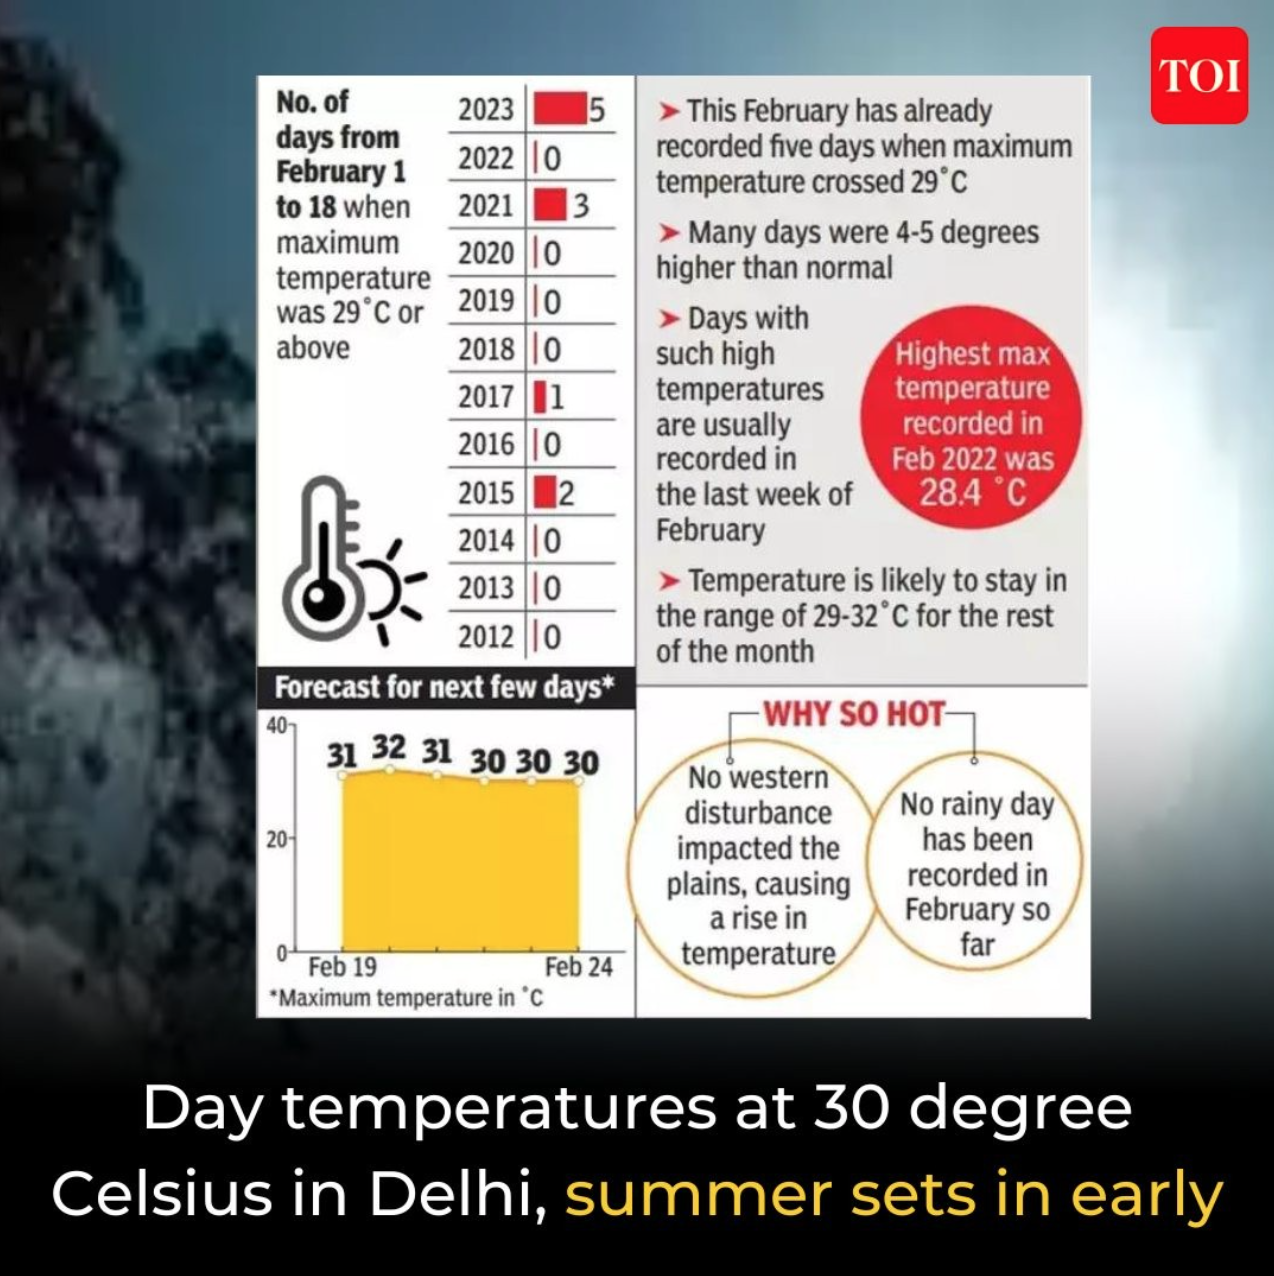 TOI
No. of
days from
February 1
to 18 when
maximum
temperature
was 29˚C or
above
2023 5
2022 0
2021 3
2020 0
2019 0
2018 0
2017 1
2016 0
2015 2
2014 0
2013 0
2012 0
➤ This February has already
recorded five days when maximum
temperature crossed 29˚C
➤ Many days were 4-5 degrees
higher than normal
➤ Days with
such high
temperatures
are usually
recorded in
the last week of
February
Highest max
temperature
recorded in
Feb 2022 was
28.4 ˚C
➤ Temperature is likely to stay in
the range of 29-32˚C for the rest
of the month
Forecast for next few days*
40
31 32 31 30 30 30
20
0
Feb 19 Feb 24
*Maximum temperature in ˚C
WHY SO HOT
No western
disturbance
impacted the
plains, causing
a rise in
temperature
No rainy day
has been
recorded in
February so
far
Day temperatures at 30 degree
Celsius in Delhi, summer sets in early